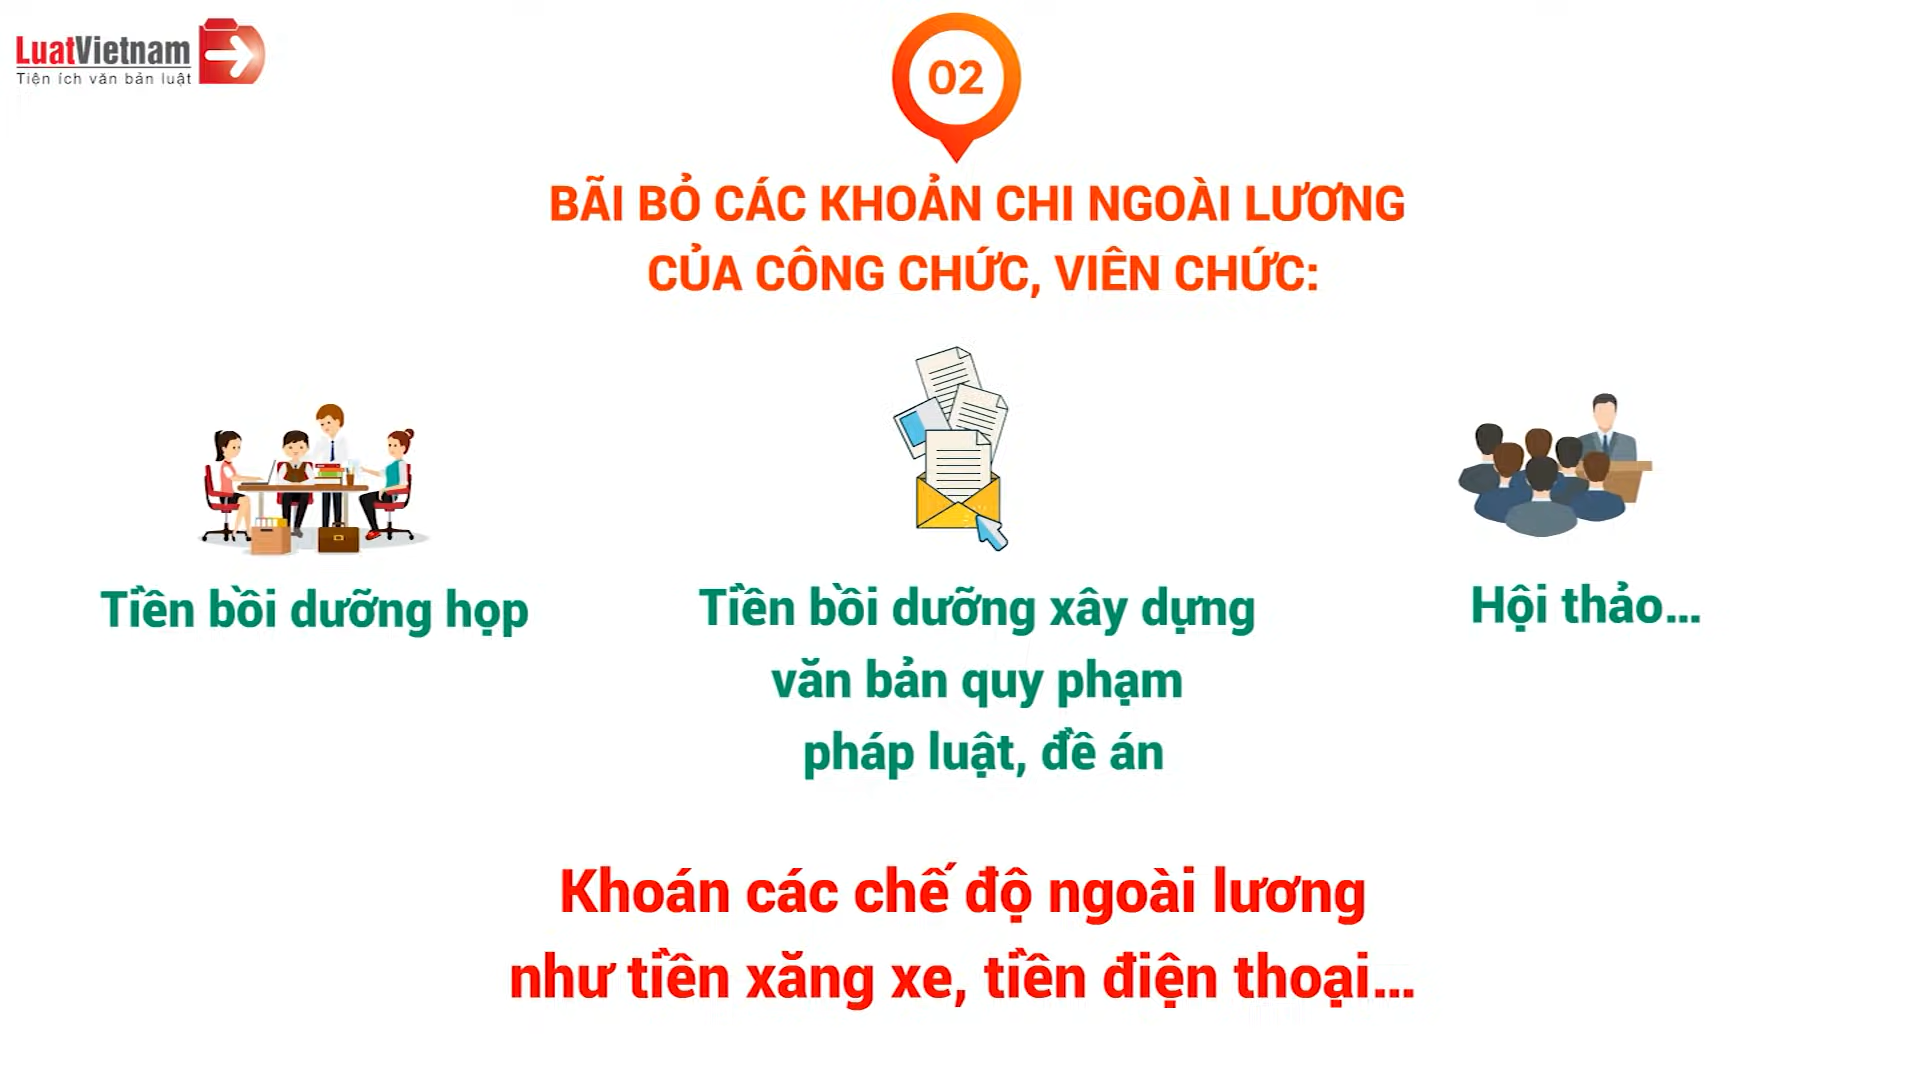 LuatVietnam
Tiện ích văn bản luật
02
BÃI BỎ CÁC KHOẢN CHI NGOÀI LƯƠNG
CỦA CÔNG CHỨC, VIÊN CHỨC:
Tiền bồi dưỡng họp
Tiền bồi dưỡng xây dựng
văn bản quy phạm
pháp luật, đề án
Hội thảo...
Khoán các chế độ ngoài lương
như tiền xăng xe, tiền điện thoại...